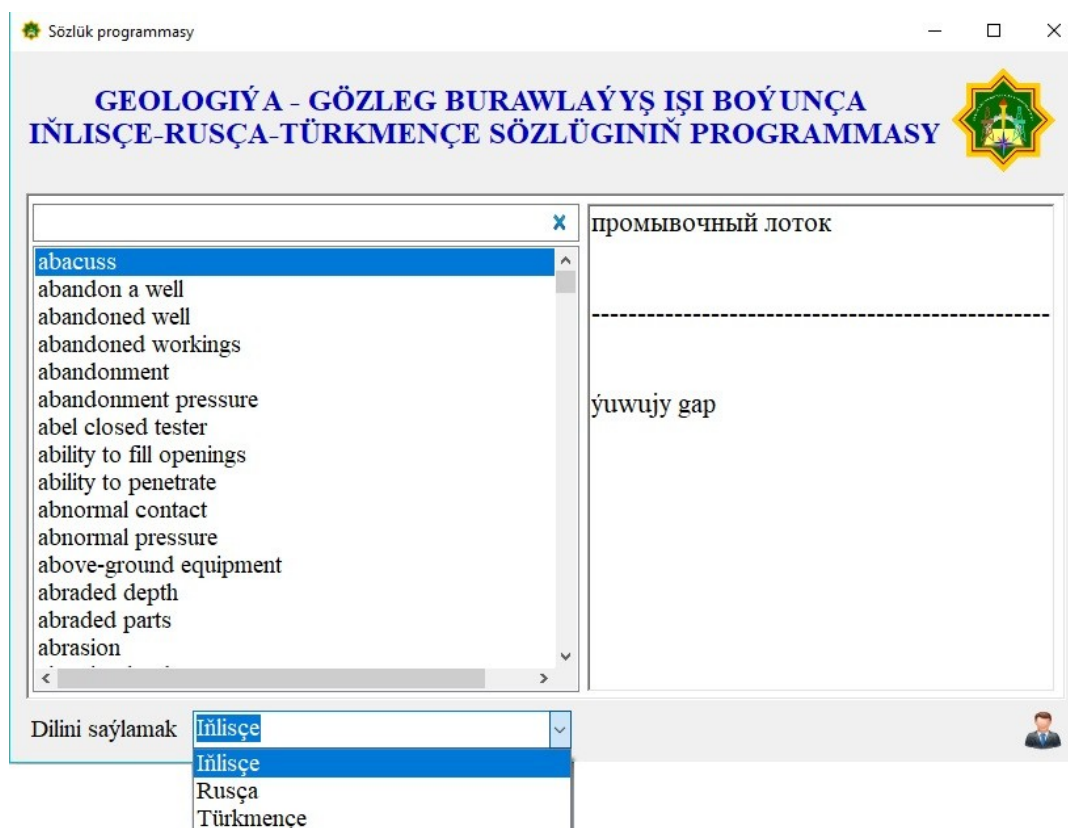 Sözlük programmasy
GEOLOGIÝA - GÖZLEG BURAWLAÝYŞ IŞI BOÝUNÇA
IŇLISÇE-RUSÇA-TÜRKMENÇE SÖZLÜGINIŇ PROGRAMMASY
abacuss
abandon a well
abandoned well
abandoned workings
abandonment
abandonment pressure
abel closed tester
ability to fill openings
ability to penetrate
abnormal contact
abnormal pressure
above-ground equipment
abraded depth
abraded parts
abrasion
промывочный лоток
--------------------------------------------------
ýuwujy gap
Dilini saýlamak
Iňlisçe
Iňlisçe
Rusça
Türkmençe